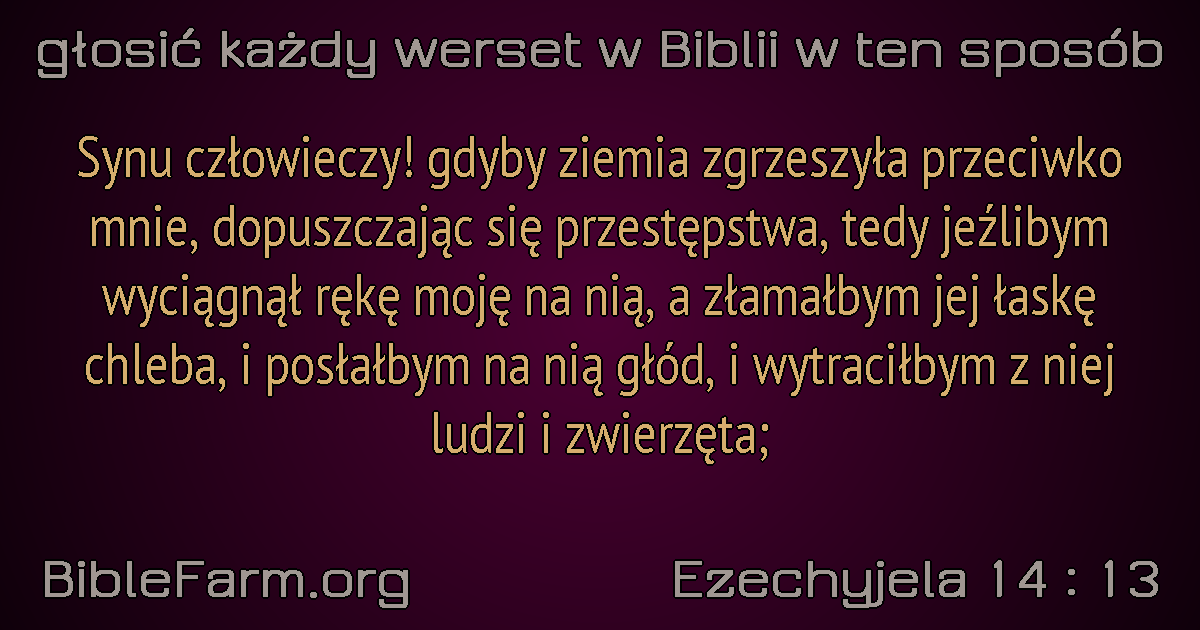 głosić każdy werset w Biblii w ten sposób
Synu człowieczy! gdyby ziemia zgrzeszyła przeciwko
mnie, dopuszczając się przestępstwa, tedy jeźlibym
wyciągnął rękę moję na nią, a złamałbym jej łaskę
chleba, i posłałbym na nią głód, i wytraciłbym z niej
ludzi i zwierzęta;
BibleFarm.org
Ezechyjela 14 : 13